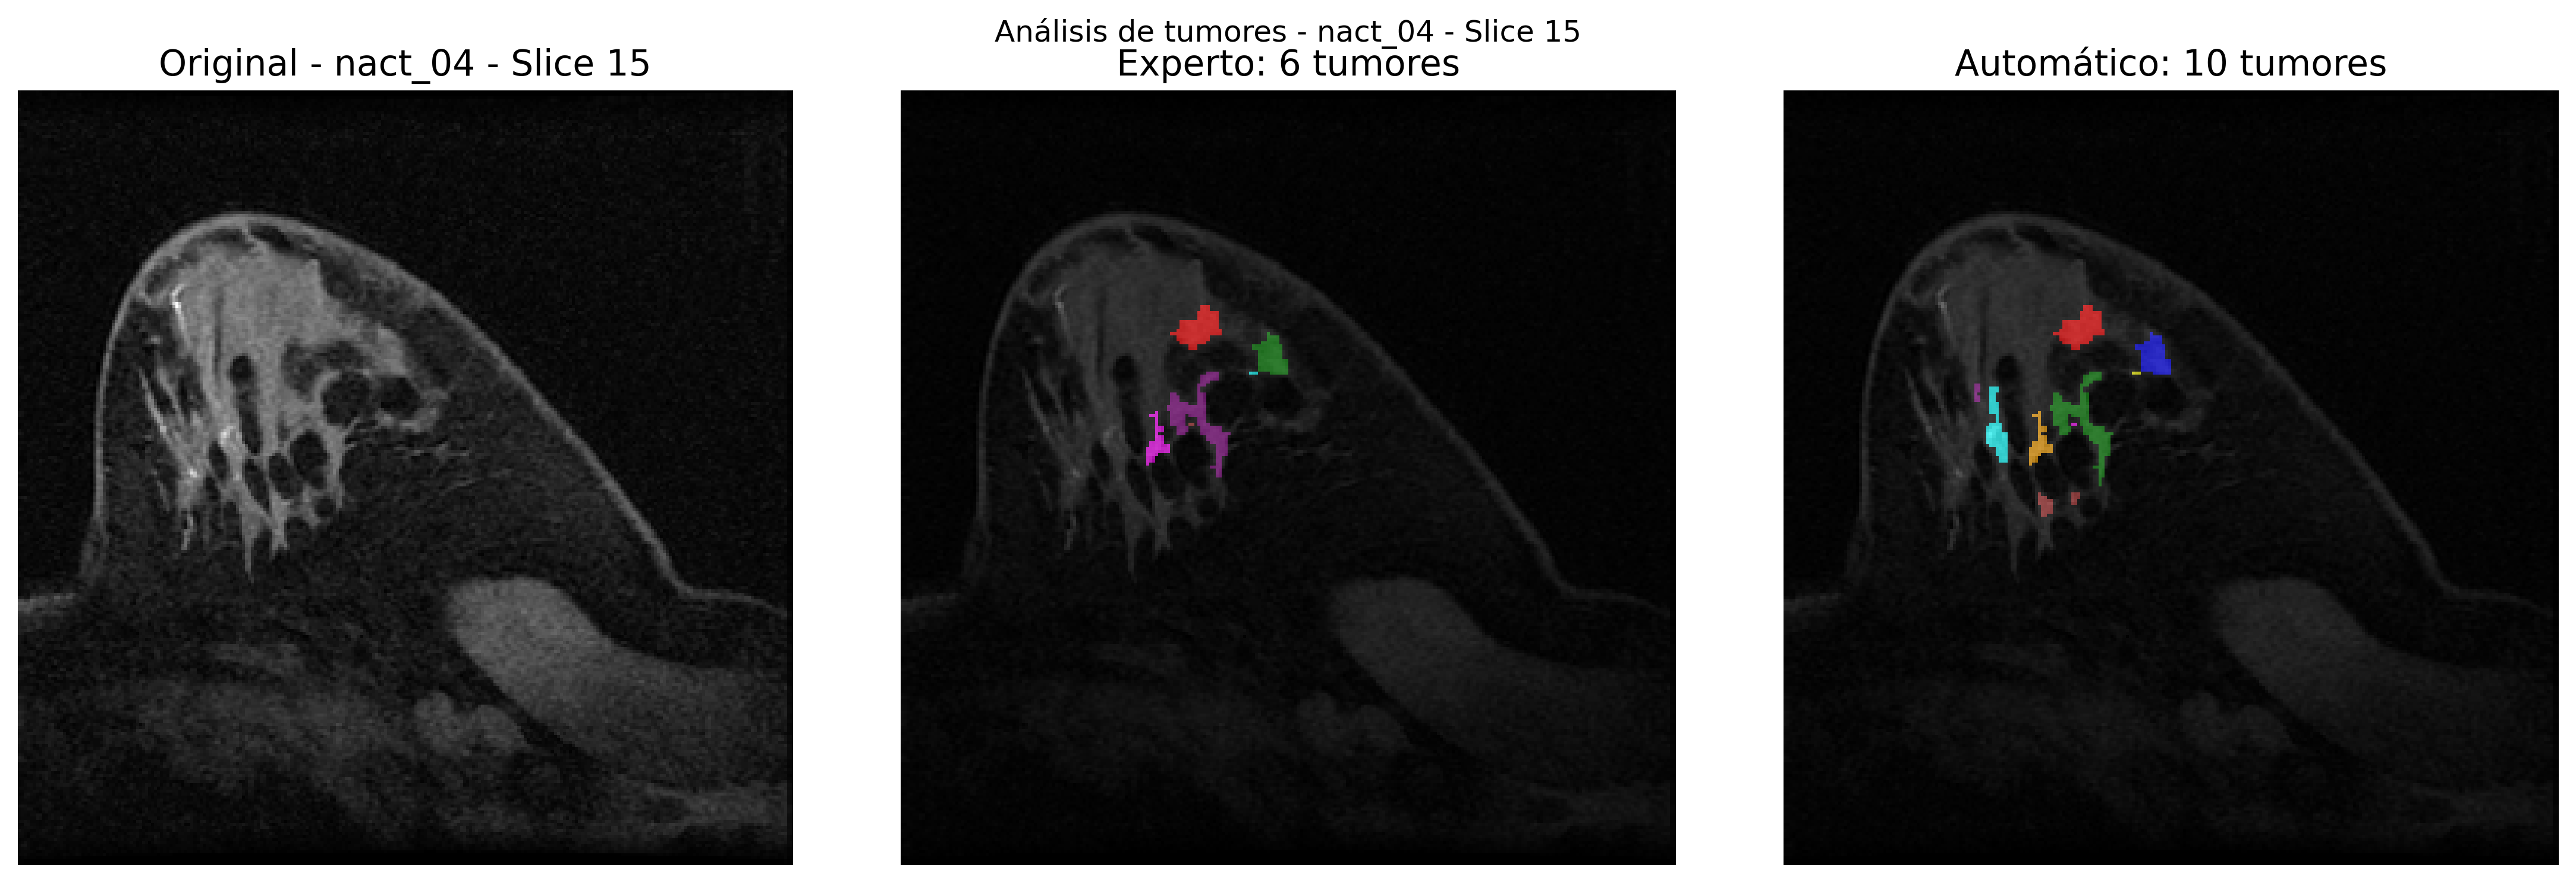 Análisis de tumores - nact_04 - Slice 15
Original - nact_04 - Slice 15
Experto: 6 tumores
Automático: 10 tumores